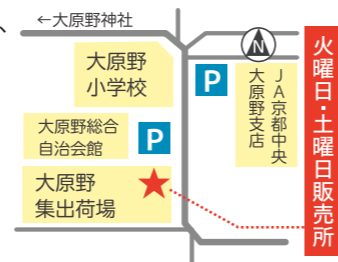 、
←大原野神社
大原野
小学校
P
N
JA京都中央
大原野支店
大原野総合
自治会館
P
大原野
集出荷場
火曜日・土曜日販売所